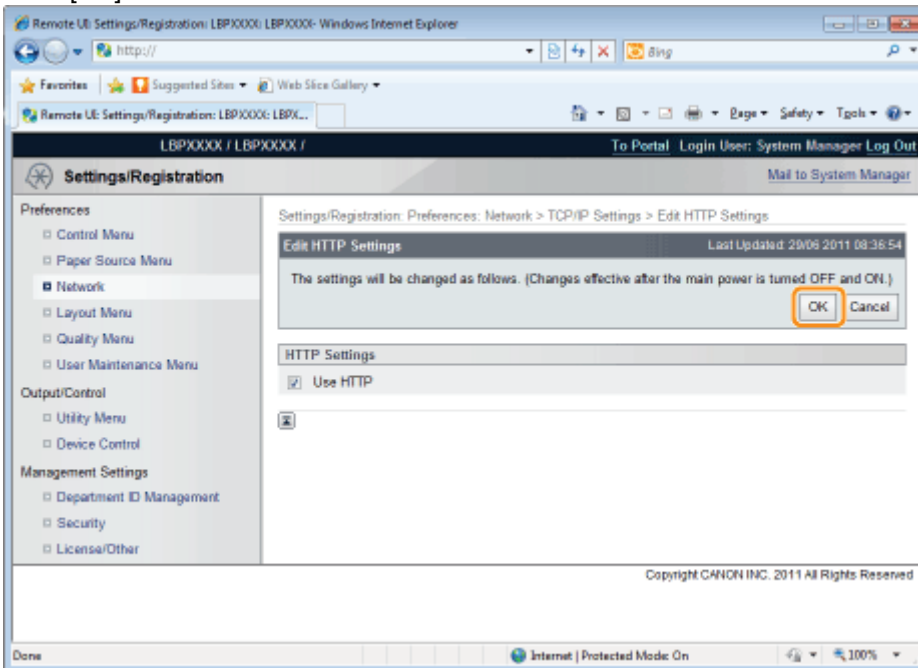 Remote UI: Settings/Registration: LBPXXXX: LBPXXXX- Windows Internet Explorer
http://
Bing
Favorites Suggested Sites Web Slice Gallery
Remote UI: Settings/Registration: LBPXXXX: LBPX... Page Safety Tools
LBPXXXX / LBPXXXX / To Portal Login User: System Manager Log Out
Settings/Registration Mail to System Manager
Preferences
Control Menu
Paper Source Menu
Network
Layout Menu
Quality Menu
User Maintenance Menu
Output/Control
Utility Menu
Device Control
Management Settings
Department ID Management
Security
License/Other
Settings/Registration: Preferences: Network > TCP/IP Settings > Edit HTTP Settings
Edit HTTP Settings Last Updated: 29/06 2011 08:36:54
The settings will be changed as follows. (Changes effective after the main power is turned OFF and ON.)
OK Cancel
HTTP Settings
Use HTTP
Copyright CANON INC. 2011 All Rights Reserved
Done Internet | Protected Mode: On 100%